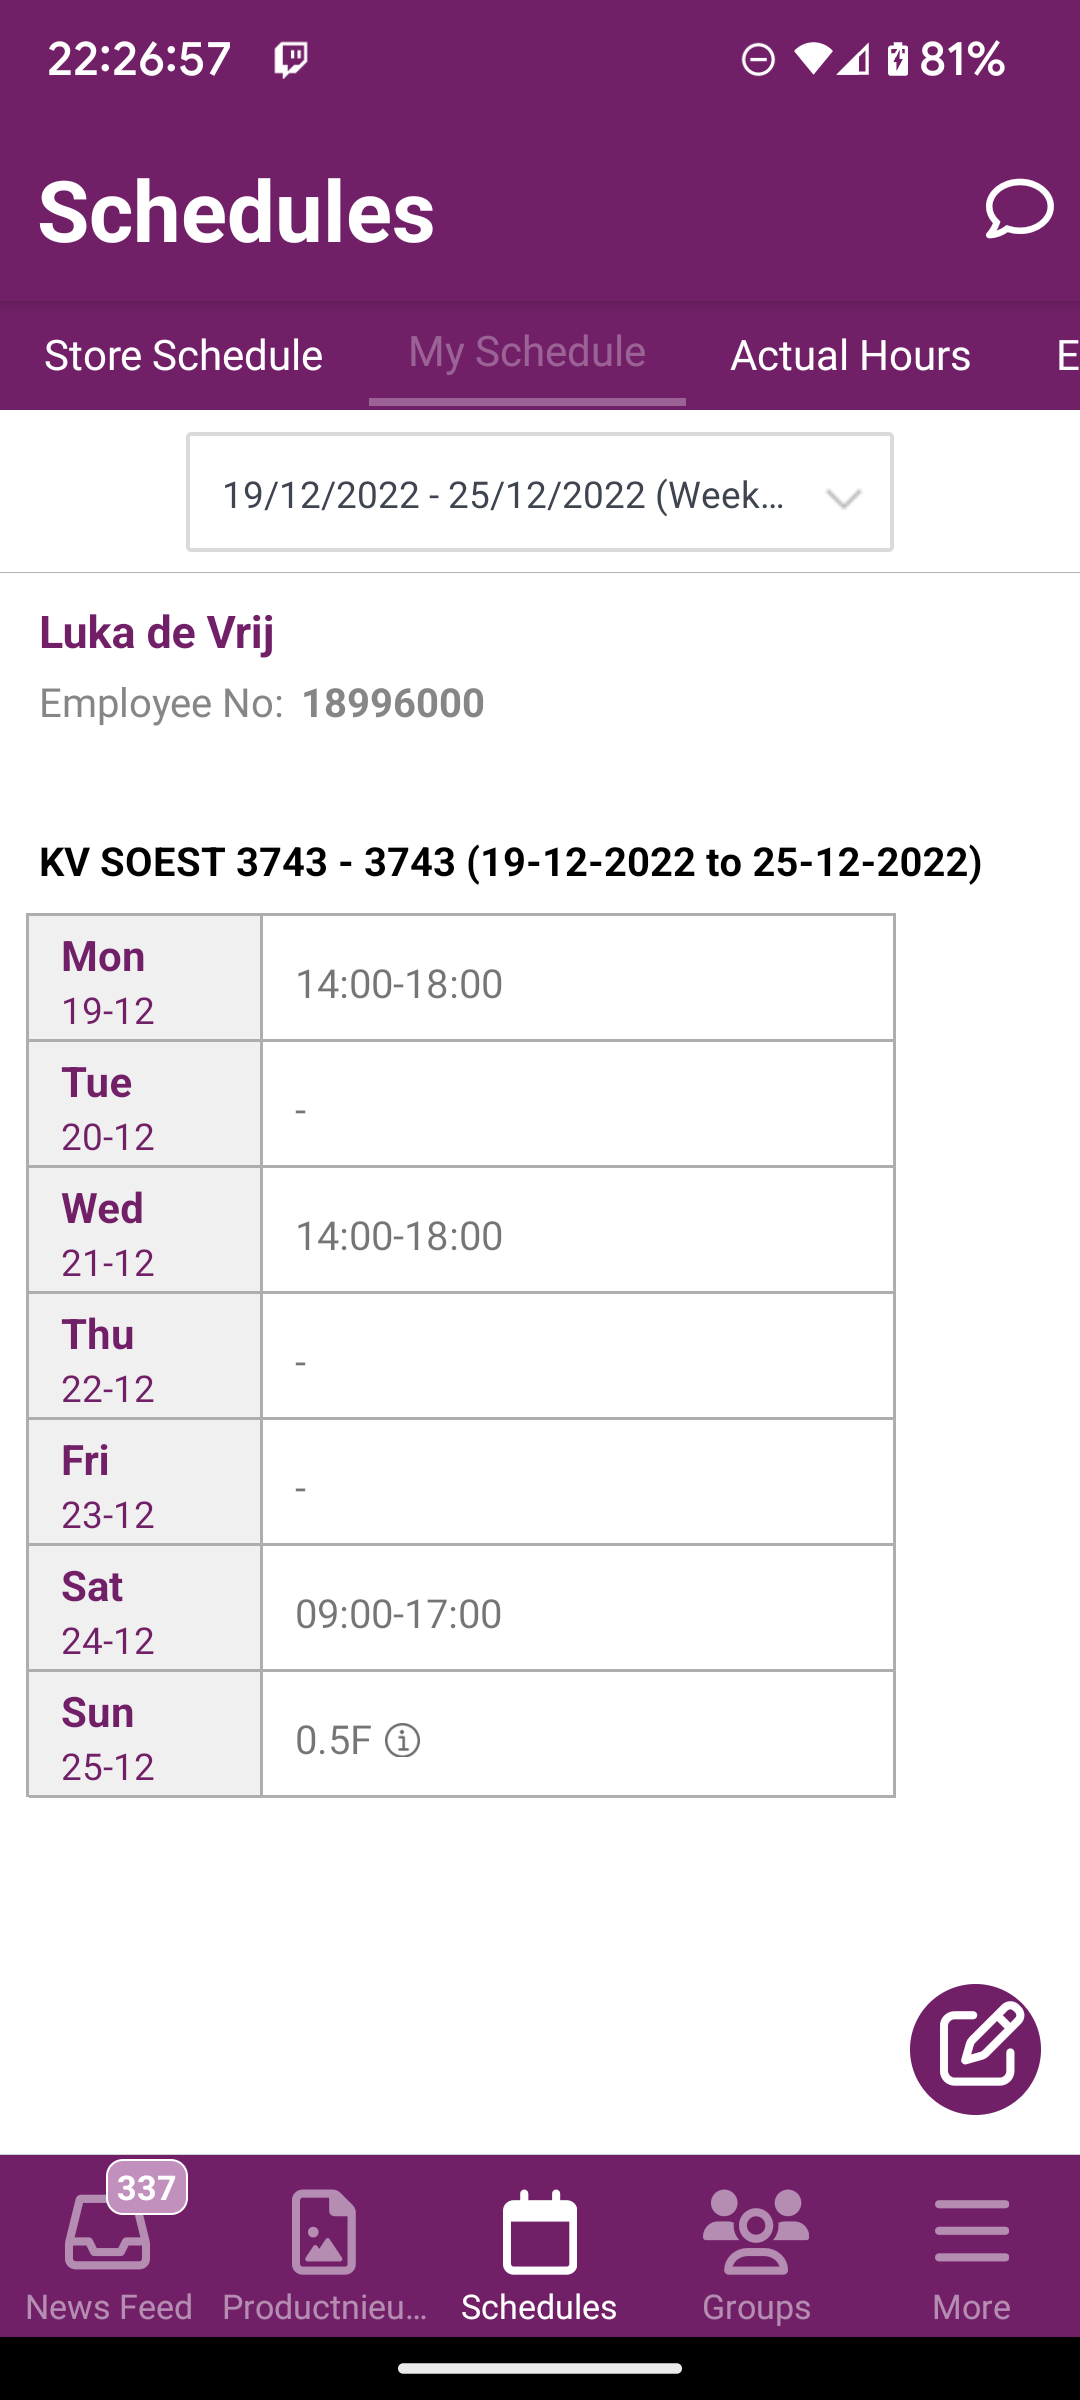 22:26:57 81%
Schedules
Store Schedule My Schedule Actual Hours E
19/12/2022 - 25/12/2022 (Week...
Luka de Vrij
Employee No: 18996000
KV SOEST 3743 - 3743 (19-12-2022 to 25-12-2022)
Mon
19-12
14:00-18:00
Tue
20-12
-
Wed
21-12
14:00-18:00
Thu
22-12
-
Fri
23-12
-
Sat
24-12
09:00-17:00
Sun
25-12
0.5F
337
News Feed Productnieu... Schedules Groups More